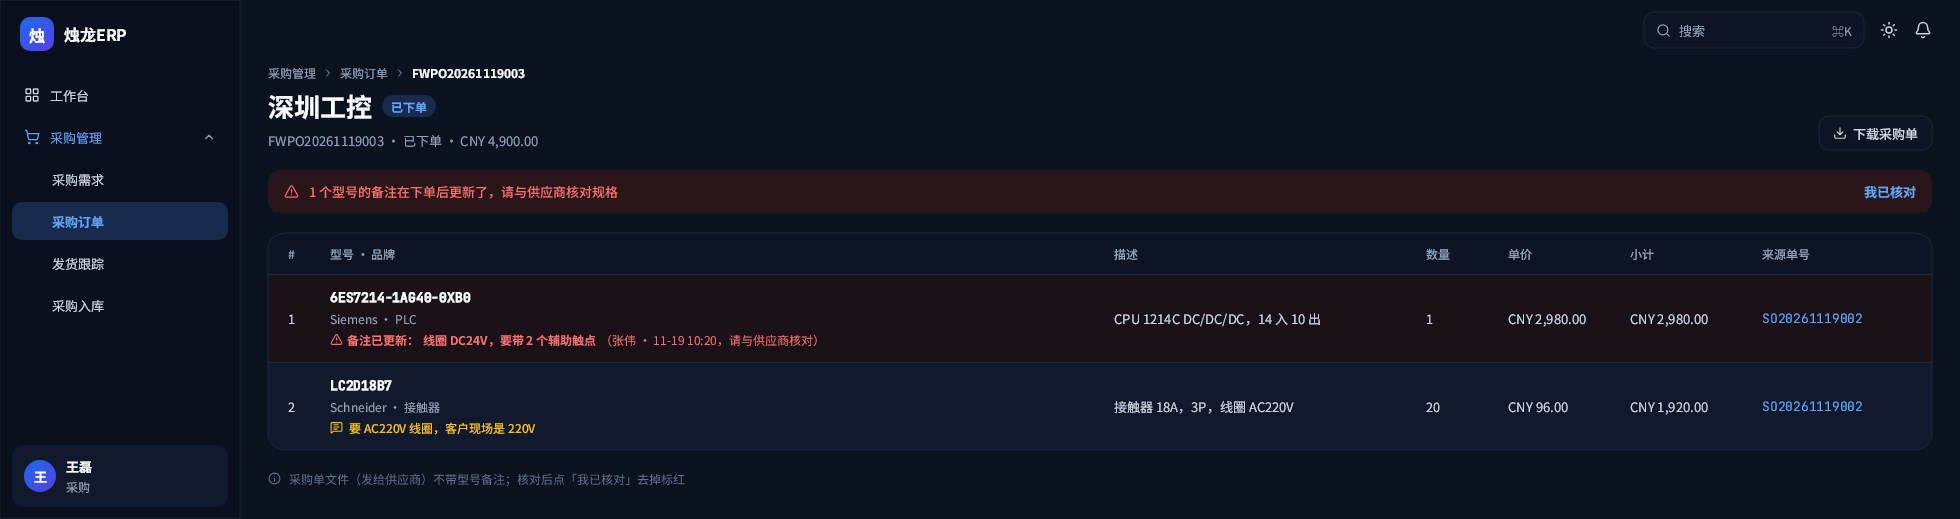 烛 烛龙ERP
搜索 ⌘K
工作台
采购管理
采购需求
采购订单
发货跟踪
采购入库
王 王磊
采购
采购管理 > 采购订单 > FWPO20261119003
深圳工控 已下单
FWPO20261119003 · 已下单 · CNY 4,900.00
下载采购单
1 个型号的备注在下单后更新了，请与供应商核对规格 我已核对
# 型号 · 品牌 描述 数量 单价 小计 来源单号
6ES7214-1AG40-0XB0
1 Siemens · PLC CPU 1214C DC/DC/DC，14 入 10 出 1 CNY 2,980.00 CNY 2,980.00 SO20261119002
备注已更新： 线圈 DC24V，要带 2 个辅助触点 （张伟 · 11-19 10:20，请与供应商核对）
LC2D18B7
2 Schneider · 接触器 接触器 18A，3P，线圈 AC220V 20 CNY 96.00 CNY 1,920.00 SO20261119002
要 AC220V 线圈，客户现场是 220V
采购单文件（发给供应商）不带型号备注；核对后点「我已核对」去掉标红